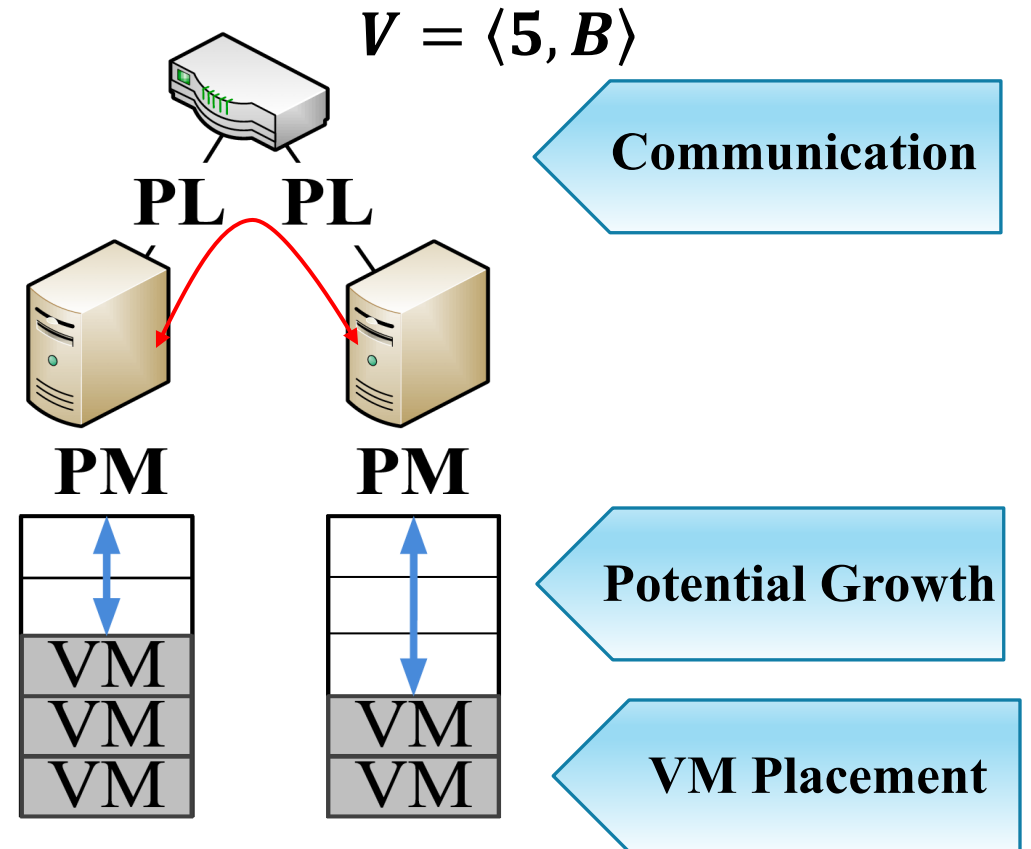 V = ⟨5, B⟩
Communication
PL PL
PM PM
Potential Growth
VM
VM VM
VM VM
VM Placement